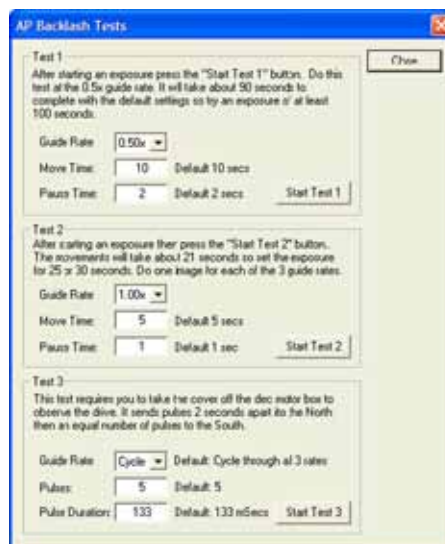 AP Backlash Tests
Close
Test 1
After starting an exposure press the "Start Test 1" button. Do this
test at the 0.5x guide rate. It will take about 90 seconds to
complete with the default settings so try an exposure of at least
100 seconds.
Guide Rate 0.50x
Move Time: 10 Default 10 secs
Pause Time: 2 Default 2 secs Start Test 1
Test 2
After starting an exposure then press the "Start Test 2" button.
The movements will take about 21 seconds so set the exposure
for 25 or 30 seconds. Do one image for each of the 3 guide rates.
Guide Rate 1.00x
Move Time: 5 Default 5 secs
Pause Time: 1 Default 1 sec Start Test 2
Test 3
This test requires you to take the cover off the dec motor box to
observe the drive. It sends pulses 2 seconds apart to the North
then an equal number of pulses to the South.
Guide Rate Cycle Default: Cycle through all 3 rates
Pulses: 5 Default: 5
Pulse Duration: 133 Default: 133 mSecs Start Test 3